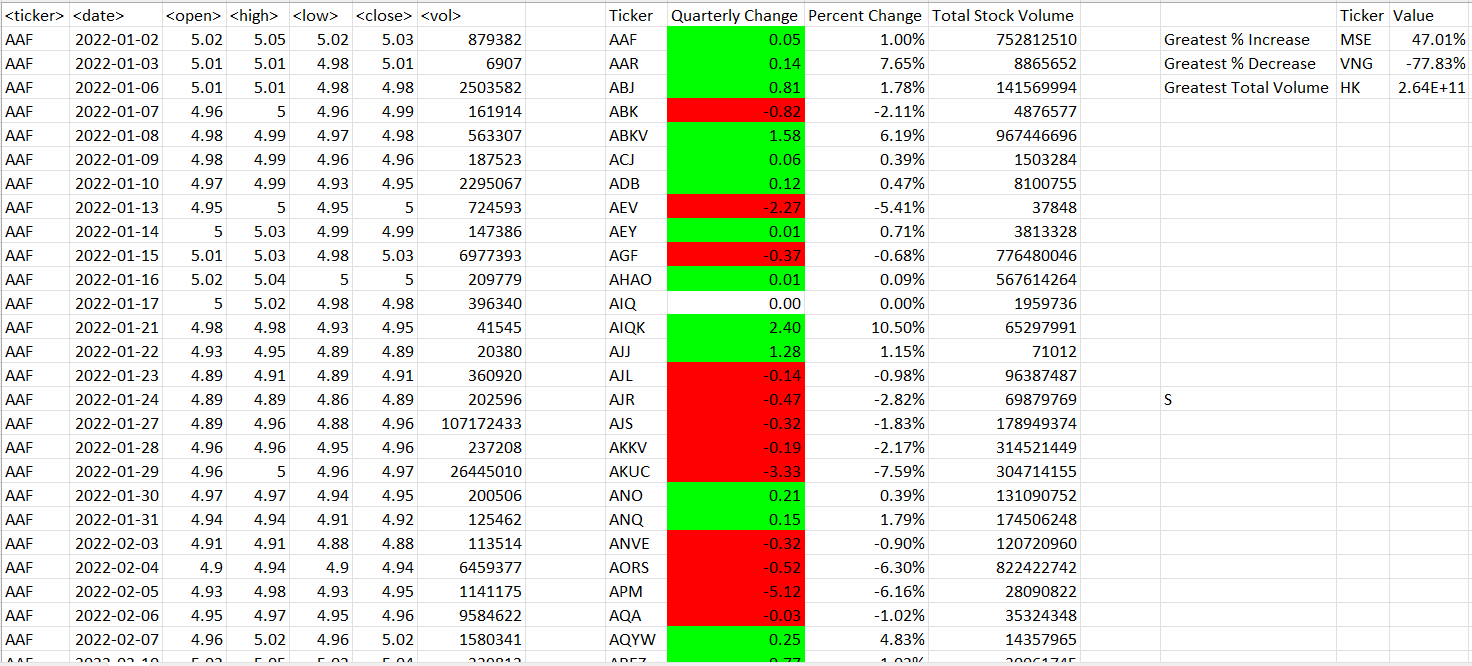 <ticker> <date> <open> <high> <low> <close> <vol> Ticker Quarterly Change Percent Change Total Stock Volume Ticker Value
AAF 2022-01-02 5.02 5.05 5.02 5.03 879382 AAF 0.05 1.00% 752812510 Greatest % Increase MSE 47.01%
AAF 2022-01-03 5.01 5.01 4.98 5.01 6907 AAR 0.14 7.65% 8865652 Greatest % Decrease VNG -77.83%
AAF 2022-01-06 5.01 5.01 4.98 4.98 2503582 ABJ 0.81 1.78% 141569994 Greatest Total Volume HK 2.64E+11
AAF 2022-01-07 4.96 5 4.96 4.99 161914 ABK -0.82 -2.11% 4876577
AAF 2022-01-08 4.98 4.99 4.97 4.98 563307 ABKV 1.58 6.19% 967446696
AAF 2022-01-09 4.98 4.99 4.96 4.96 187523 ACJ 0.06 0.39% 1503284
AAF 2022-01-10 4.97 4.99 4.93 4.95 2295067 ADB 0.12 0.47% 8100755
AAF 2022-01-13 4.95 5 4.95 5 724593 AEV -2.27 -5.41% 37848
AAF 2022-01-14 5 5.03 4.99 4.99 147386 AEY 0.01 0.71% 3813328
AAF 2022-01-15 5.01 5.03 4.98 5.03 6977393 AGF -0.37 -0.68% 776480046
AAF 2022-01-16 5.02 5.04 5 5 209779 AHAO 0.01 0.09% 567614264
AAF 2022-01-17 5 5.02 4.98 4.98 396340 AIQ 0.00 0.00% 1959736
AAF 2022-01-21 4.98 4.98 4.93 4.95 41545 AIQK 2.40 10.50% 65297991
AAF 2022-01-22 4.93 4.95 4.89 4.89 20380 AJJ 1.28 1.15% 71012
AAF 2022-01-23 4.89 4.91 4.89 4.91 360920 AJL -0.14 -0.98% 96387487
AAF 2022-01-24 4.89 4.89 4.86 4.89 202596 AJR -0.47 -2.82% 69879769 S
AAF 2022-01-27 4.89 4.96 4.88 4.96 107172433 AJS -0.32 -1.83% 178949374
AAF 2022-01-28 4.96 4.96 4.95 4.96 237208 AKKV -0.19 -2.17% 314521449
AAF 2022-01-29 4.96 5 4.96 4.97 26445010 AKUC -3.33 -7.59% 304714155
AAF 2022-01-30 4.97 4.97 4.94 4.95 200506 ANO 0.21 0.39% 131090752
AAF 2022-01-31 4.94 4.94 4.91 4.92 125462 ANQ 0.15 1.79% 174506248
AAF 2022-02-03 4.91 4.91 4.88 4.88 113514 ANVE -0.32 -0.90% 120720960
AAF 2022-02-04 4.9 4.94 4.9 4.94 6459377 AORS -0.52 -6.30% 822422742
AAF 2022-02-05 4.93 4.98 4.93 4.95 1141175 APM -5.12 -6.16% 28090822
AAF 2022-02-06 4.95 4.97 4.95 4.96 9584622 AQA -0.03 -1.02% 35324348
AAF 2022-02-07 4.96 5.02 4.96 5.02 1580341 AQYW 0.25 4.83% 14357965